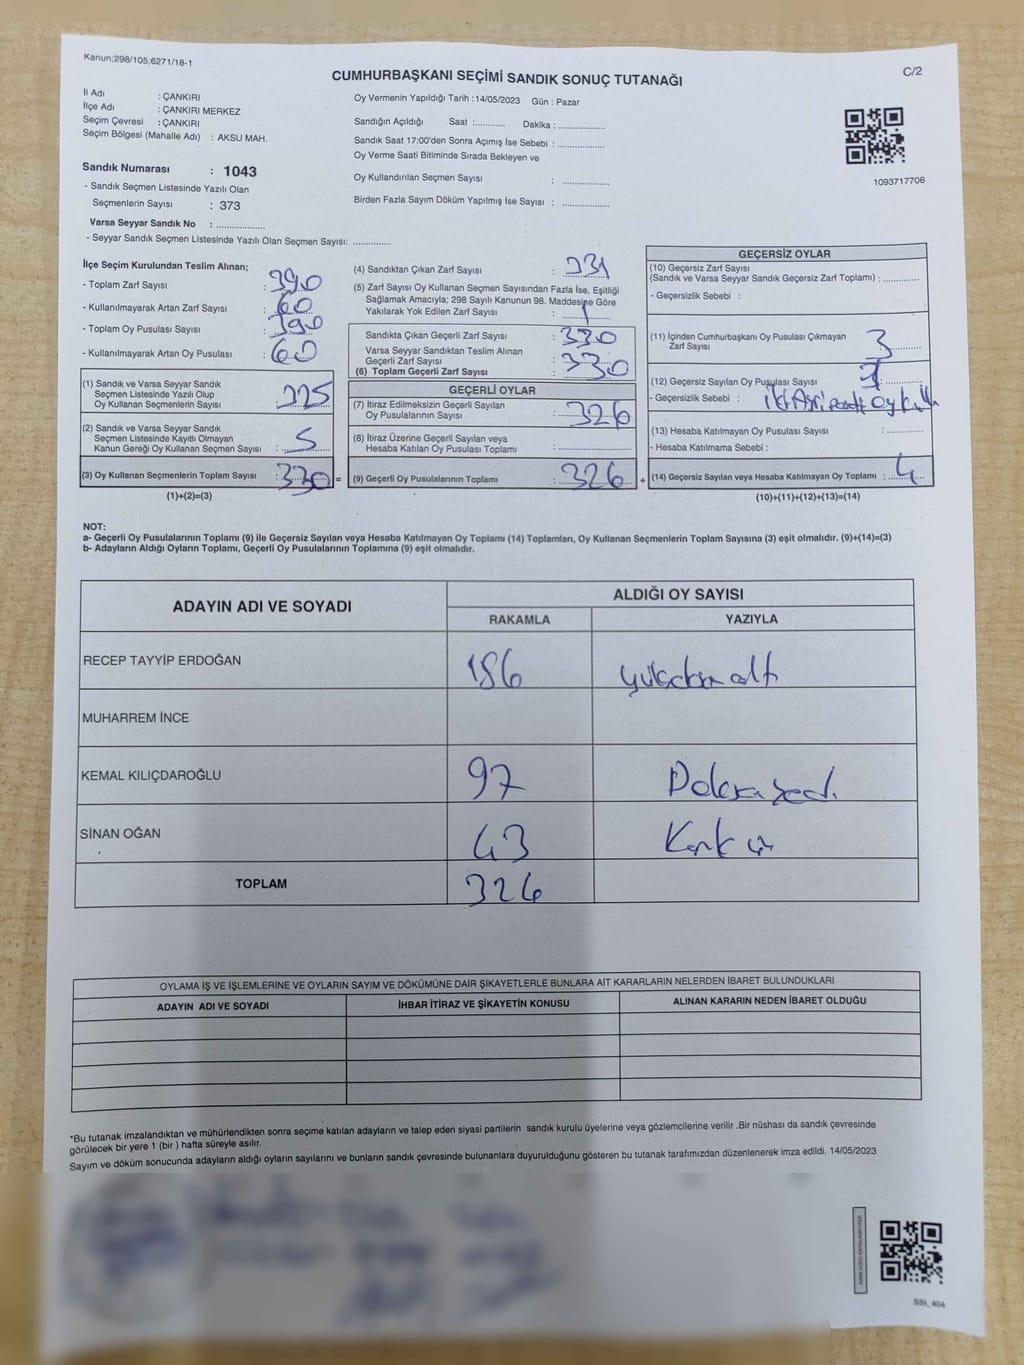 Kanun;298/105;6271/18-1
C/2
CUMHURBAŞKANI SEÇİMİ SANDIK SONUÇ TUTANAĞI
İl Adı : ÇANKIRI
İlçe Adı : ÇANKIRI MERKEZ
Seçim Çevresi : ÇANKIRI
Seçim Bölgesi (Mahalle Adı) : AKSU MAH.
Sandık Numarası : 1043
- Sandık Seçmen Listesinde Yazılı Olan
Seçmenlerin Sayısı : 373
Varsa Seyyar Sandık No : ..................
- Seyyar Sandık Seçmen Listesinde Yazılı Olan Seçmen Sayısı: ..............
Oy Vermenin Yapıldığı Tarih : 14/05/2023 Gün : Pazar
Sandığın Açıldığı Saat :........... Dakika : .................
Sandık Saat 17:00'den Sonra Açımış İse Sebebi : .................
Oy Verme Saati Bitiminde Sırada Bekleyen ve
Oy Kullandırılan Seçmen Sayısı : .................
Birden Fazla Sayım Döküm Yapılmış İse Sayısı : .................
1093717706
İlçe Seçim Kurulundan Teslim Alınan;
- Toplam Zarf Sayısı : 390
- Kullanılmayarak Artan Zarf Sayısı : 60
- Toplam Oy Pusulası Sayısı : 390
- Kullanılmayarak Artan Oy Pusulası : 60
(1) Sandık ve Varsa Seyyar Sandık
Seçmen Listesinde Yazılı Olup
Oy Kullanan Seçmenlerin Sayısı : 325
(2) Sandık ve Varsa Seyyar Sandık
Seçmen Listesinde Kayıtlı Olmayan
Kanun Gereği Oy Kullanan Seçmen Sayısı : 5
(3) Oy Kullanan Seçmenlerin Toplam Sayısı : 330 =
(1)+(2)=(3)
(4) Sandıktan Çıkan Zarf Sayısı : 331
(5) Zarf Sayısı Oy Kullanan Seçmen Sayısından Fazla İse, Eşitliği
Sağlamak Amacıyla; 298 Sayılı Kanunun 98. Maddesine Göre
Yakılarak Yok Edilen Zarf Sayısı : 1
Sandıkta Çıkan Geçerli Zarf Sayısı : 330
Varsa Seyyar Sandıktan Teslim Alınan
Geçerli Zarf Sayısı
(6) Toplam Geçerli Zarf Sayısı : 330
GEÇERLİ OYLAR
(7) İtiraz Edilmeksizin Geçerli Sayılan
Oy Pusulalarının Sayısı : 326
(8) İtiraz Üzerine Geçerli Sayılan veya
Hesaba Katılan Oy Pusulası Toplamı :
(9) Geçerli Oy Pusulalarının Toplamı : 326 +
GEÇERSİZ OYLAR
(10) Geçersiz Zarf Sayısı
(Sandık ve Varsa Seyyar Sandık Geçersiz Zarf Toplamı) : ............
- Geçersizlik Sebebi :
(11) İçinden Cumhurbaşkanı Oy Pusulası Çıkmayan
Zarf Sayısı : 3
(12) Geçersiz Sayılan Oy Pusulası Sayısı : 1
- Geçersizlik Sebebi : iki Ayrı
(13) Hesaba Katılmayan Oy Pusulası Sayısı : .............
- Hesaba Katılmama Sebebi :
(14) Geçersiz Sayılan veya Hesaba Katılmayan Oy Toplamı : 4
(10)+(11)+(12)+(13)=(14)
NOT:
a- Geçerli Oy Pusulalarının Toplamı (9) ile Geçersiz Sayılan veya Hesaba Katılmayan Oy Toplamı (14) Toplamları, Oy Kullanan Seçmenlerin Toplam Sayısına (3) eşit olmalıdır. (9)+(14)=(3)
b- Adayların Aldığı Oyların Toplamı, Geçerli Oy Pusulalarının Toplamına (9) eşit olmalıdır.
ADAYIN ADI VE SOYADI
ALDIĞI OY SAYISI
RAKAMLA YAZIYLA
RECEP TAYYİP ERDOĞAN 186 yüzseksen altı
MUHARREM İNCE
KEMAL KILIÇDAROĞLU 97 Doksan yedi
SİNAN OĞAN 43 Kırk üç
TOPLAM 326
OYLAMA İŞ VE İŞLEMLERİNE VE OYLARIN SAYIM VE DÖKÜMÜNE DAİR ŞİKAYETLERLE BUNLARA AİT KARARLARIN NELERDEN İBARET BULUNDUKLARI
ADAYIN ADI VE SOYADI İHBAR İTİRAZ VE ŞİKAYETİN KONUSU ALINAN KARARIN NEDEN İBARET OLDUĞU
*Bu tutanak imzalandıktan ve mühürlendikten sonra seçime katılan adayların ve talep eden siyasi partilerin sandık kurulu üyelerine veya gözlemcilerine verilir .Bir nüshası da sandık çevresinde
görülecek bir yere 1 (bir ) hafta süreyle asılır.
Sayım ve döküm sonucunda adayların aldığı oyların sayılarını ve bunların sandık çevresinde bulunanlara duyurulduğunu gösteren bu tutanak tarafımızdan düzenlenerek imza edildi. 14/05/2023
SSI_404